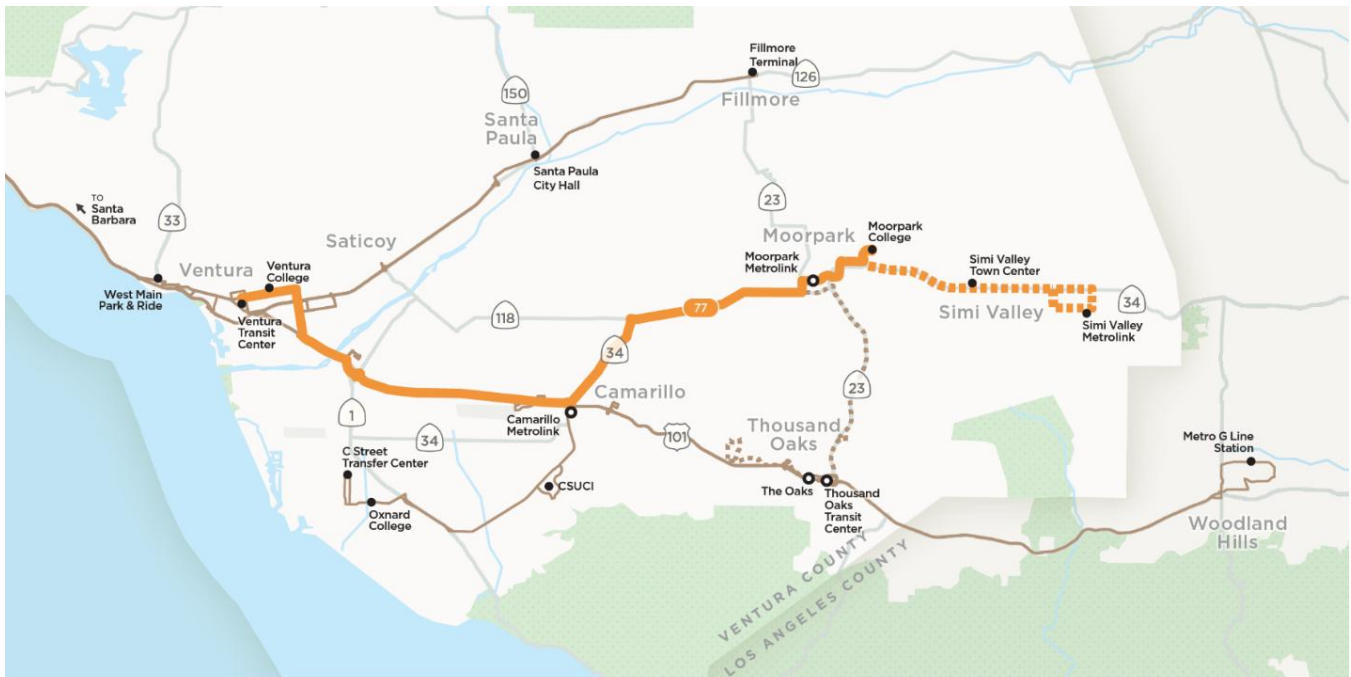 Fillmore
Terminal
126
Fillmore
150
Santa
Paula
Santa Paula
City Hall
TO
Santa
Barbara
33
23
Saticoy
Moorpark
Moorpark
College
Moorpark
Metrolink
Ventura
Ventura
College
Simi Valley
Town Center
West Main
Park & Ride
Ventura
Transit
Center
118
77
Simi Valley
34
Simi Valley
Metrolink
34
23
Camarillo
1
34
Camarillo
Metrolink
101
Thousand
Oaks
C Street
Transfer Center
Metro G Line
Station
CSUCI
The Oaks
Thousand
Oaks
Transit
Center
Oxnard
College
Woodland
Hills
VENTURA COUNTY
LOS ANGELES COUNTY